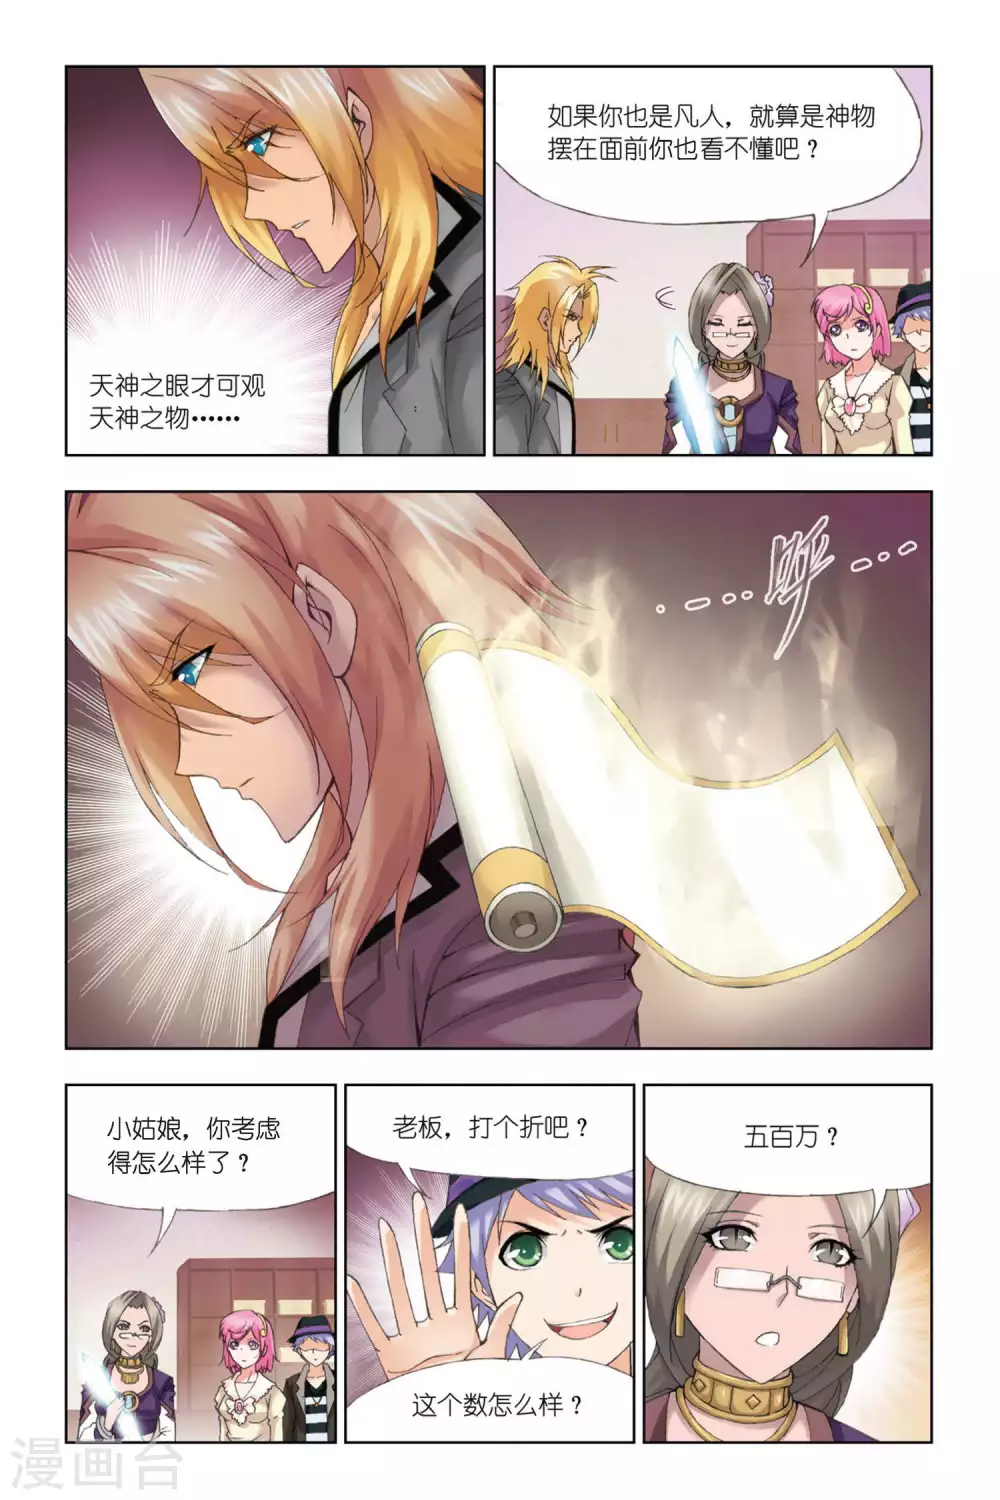 天神之眼才可观
天神之物……
如果你也是凡人，就算是神物
摆在面前你也看不懂吧？
…呼…
小姑娘，你考虑
得怎么样了？
老板，打个折吧？
这个数怎么样？
五百万？
漫画台